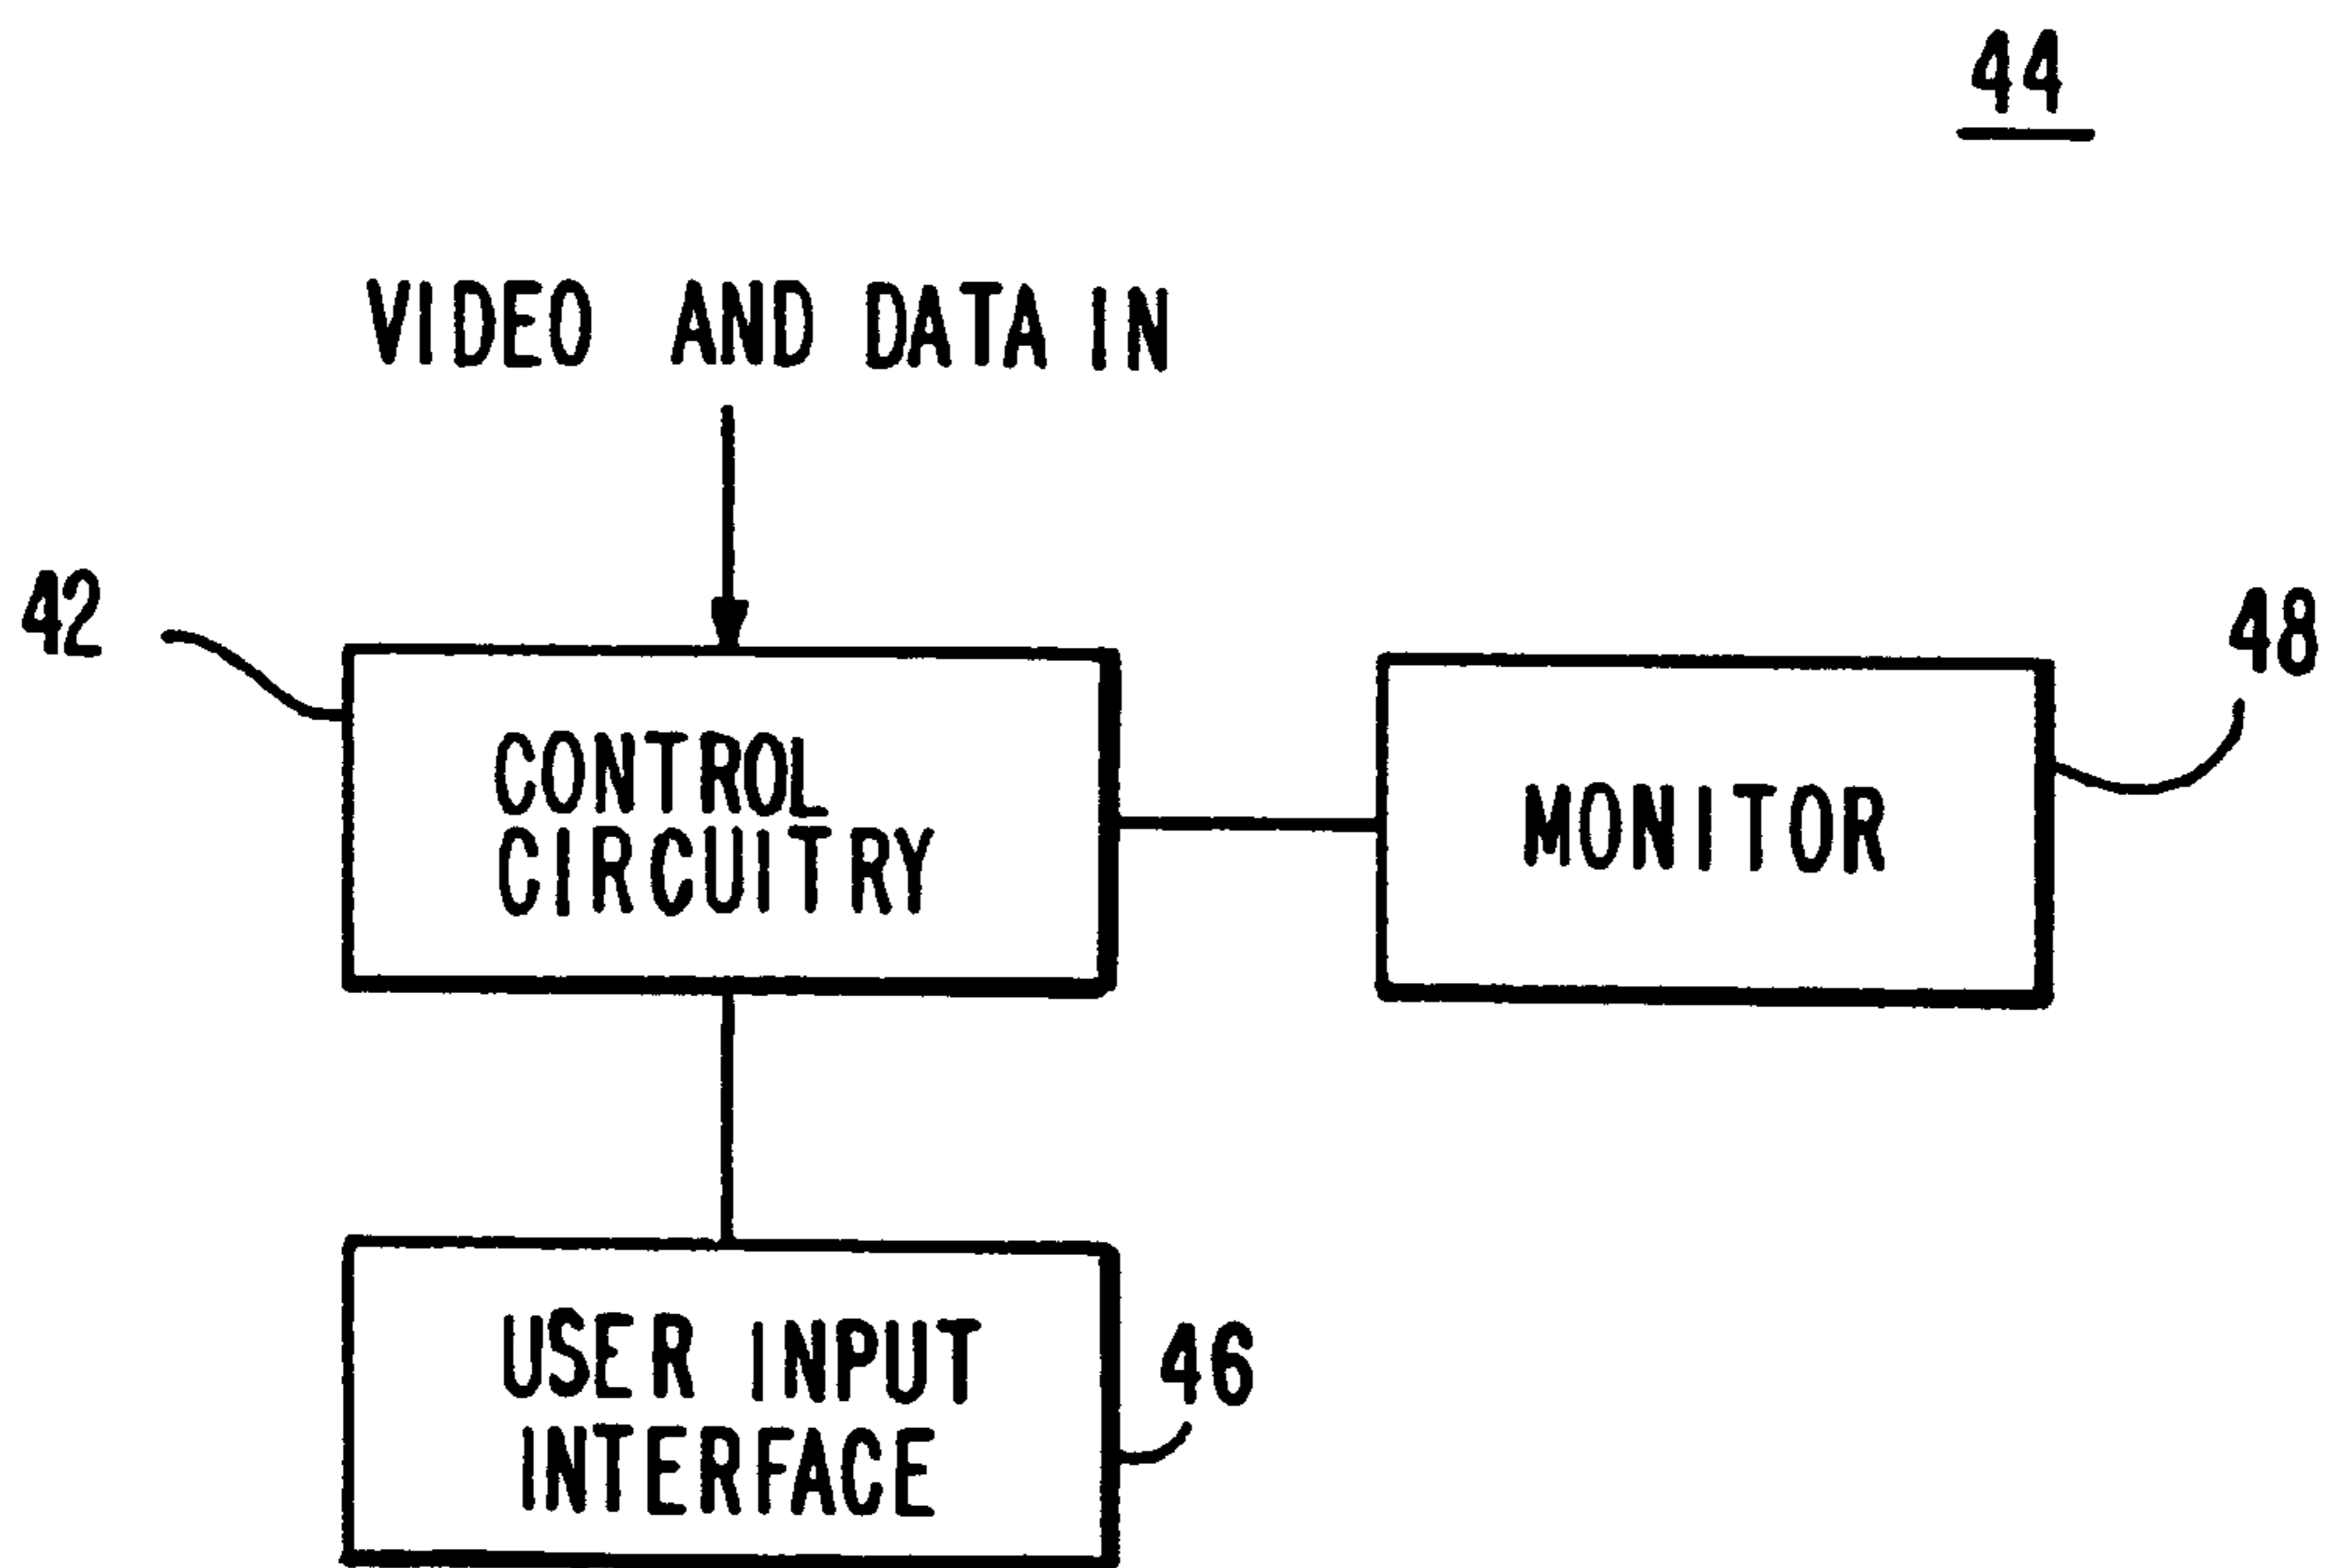 44
VIDEO AND DATA IN
42
CONTROL
CIRCUITRY
48
MONITOR
USER INPUT
INTERFACE
46